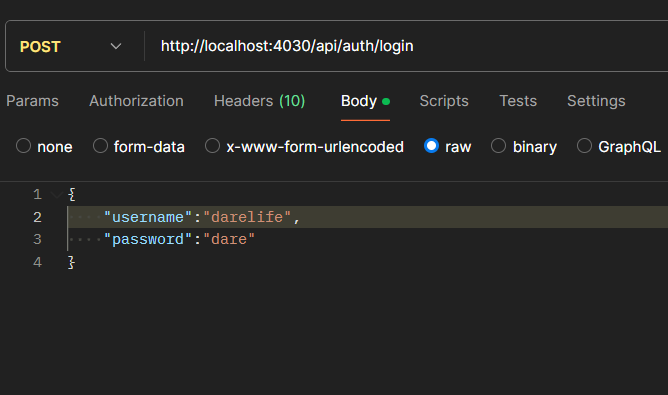 POST http://localhost:4030/api/auth/login
Params Authorization Headers (10) Body Scripts Tests Settings
none form-data x-www-form-urlencoded raw binary GraphQL
1 {
2 "username":"darelife",
3 "password":"dare"
4 }